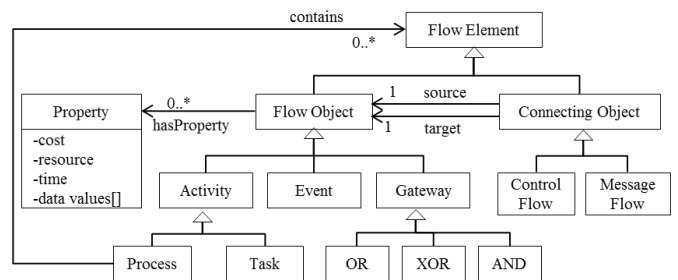 contains
Flow Element
0..*
Property
-cost
-resource
-time
-data values[]
0..*
hasProperty
Flow Object
1
source
1
target
Connecting Object
Activity
Event
Gateway
Control
Flow
Message
Flow
Process
Task
OR
XOR
AND